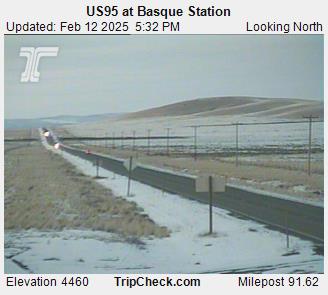 US95 at Basque Station
Updated: Feb 12 2025 5:32 PM Looking North
Elevation 4460 TripCheck.com Milepost 91.62